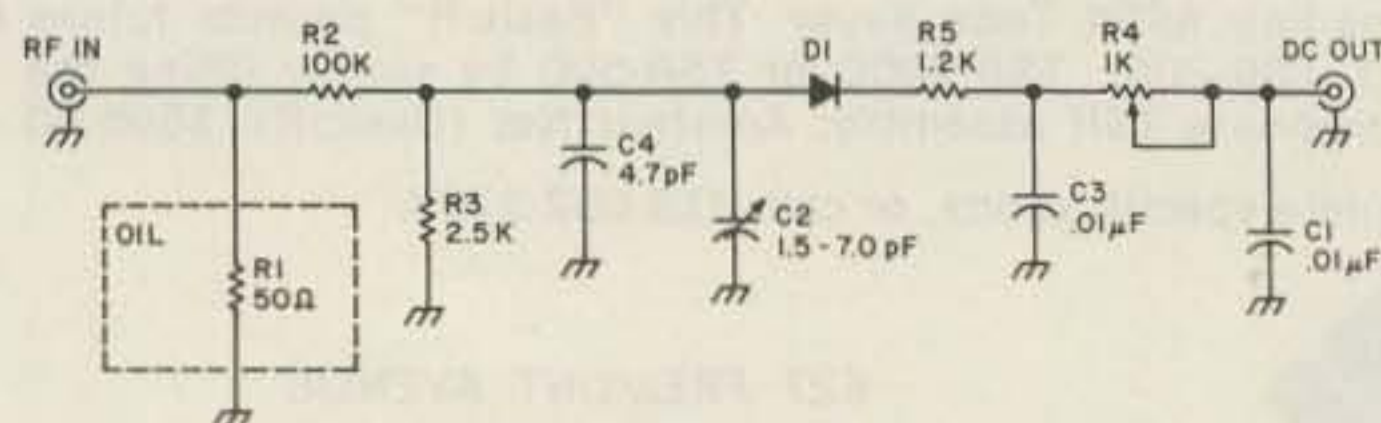 RF IN
R2
100K
D1
R5
1.2K
R4
1K
DC OUT
C4
4.7pF
R3
2.5K
C2
1.5 - 7.0 pF
C3
.01µF
C1
.01µF
OIL
R1
50Ω